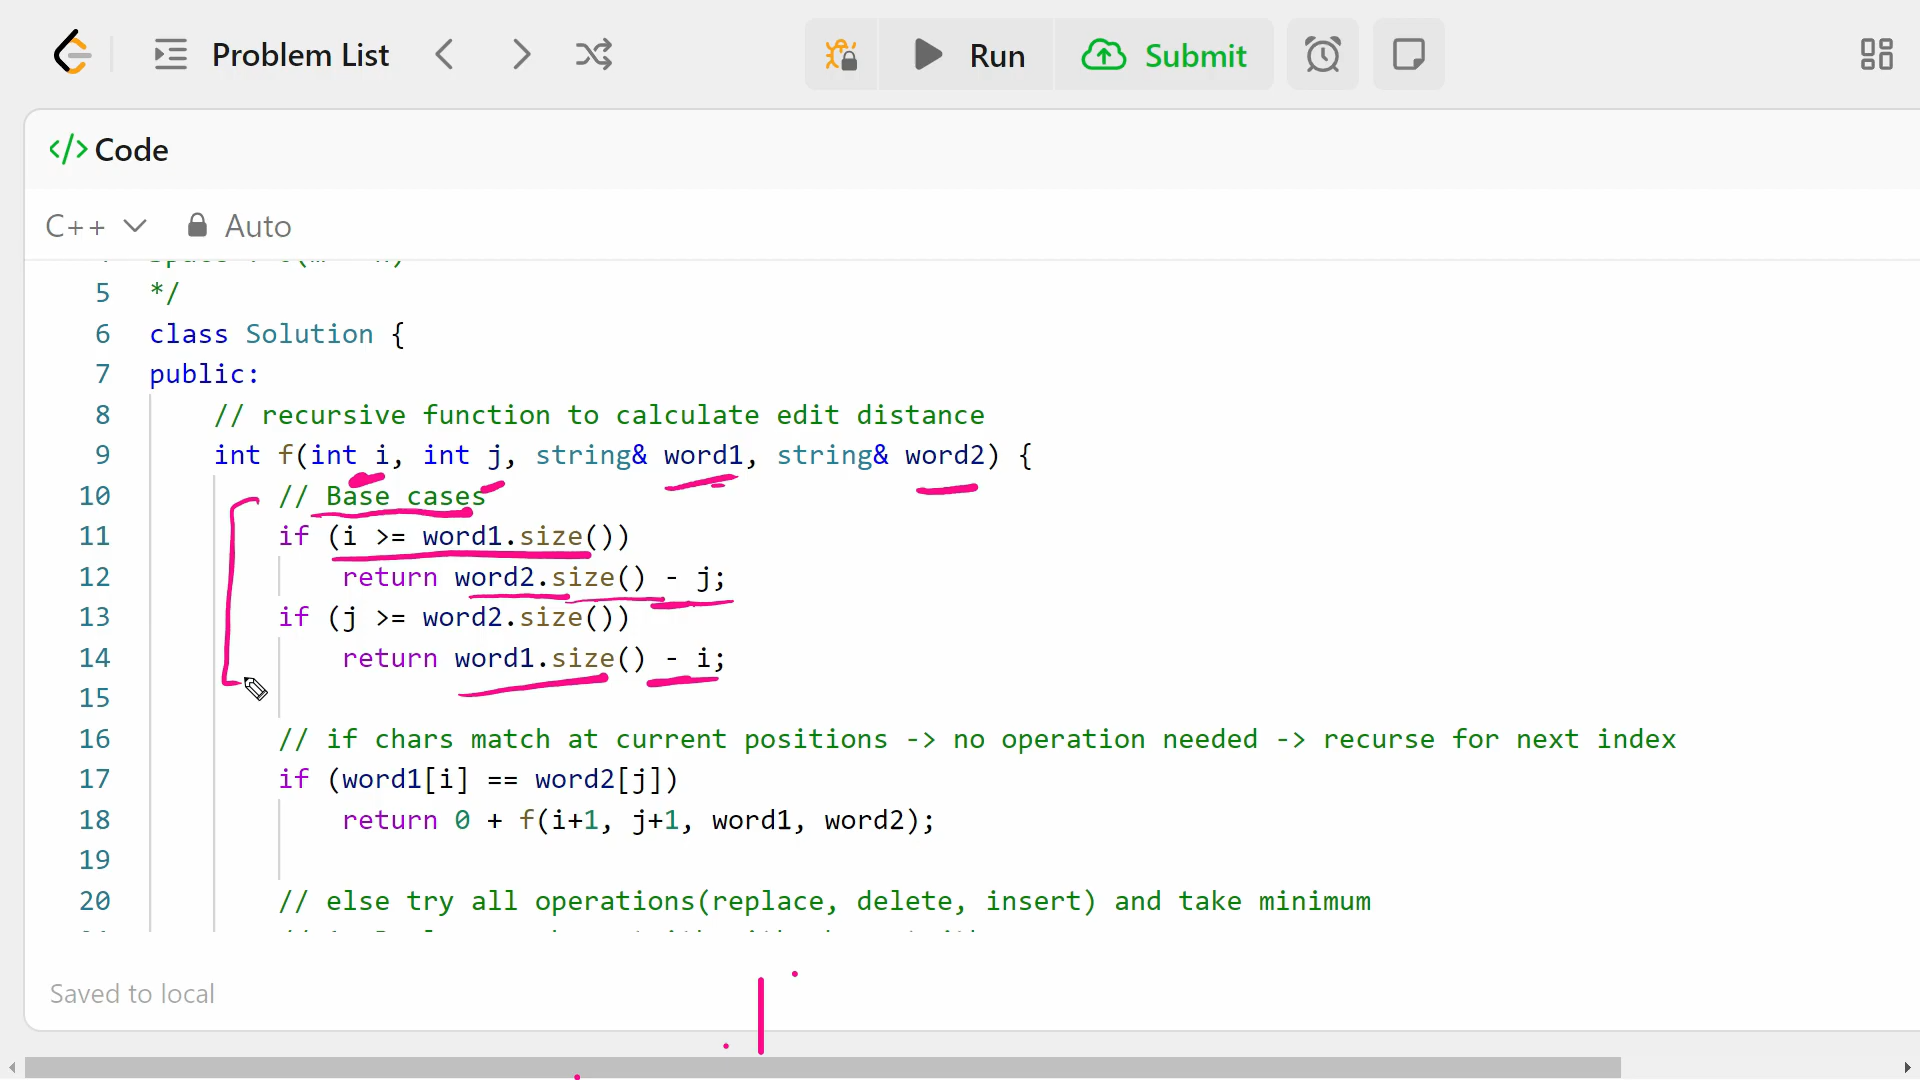 Problem List
Run
Submit
</> Code
C++ Auto
5 */
6 class Solution {
7 public:
8 // recursive function to calculate edit distance
9 int f(int i, int j, string& word1, string& word2) {
10 // Base cases
11 if (i >= word1.size())
12 return word2.size() - j;
13 if (j >= word2.size())
14 return word1.size() - i;
15
16 // if chars match at current positions -> no operation needed -> recurse for next index
17 if (word1[i] == word2[j])
18 return 0 + f(i+1, j+1, word1, word2);
19
20 // else try all operations(replace, delete, insert) and take minimum
Saved to local